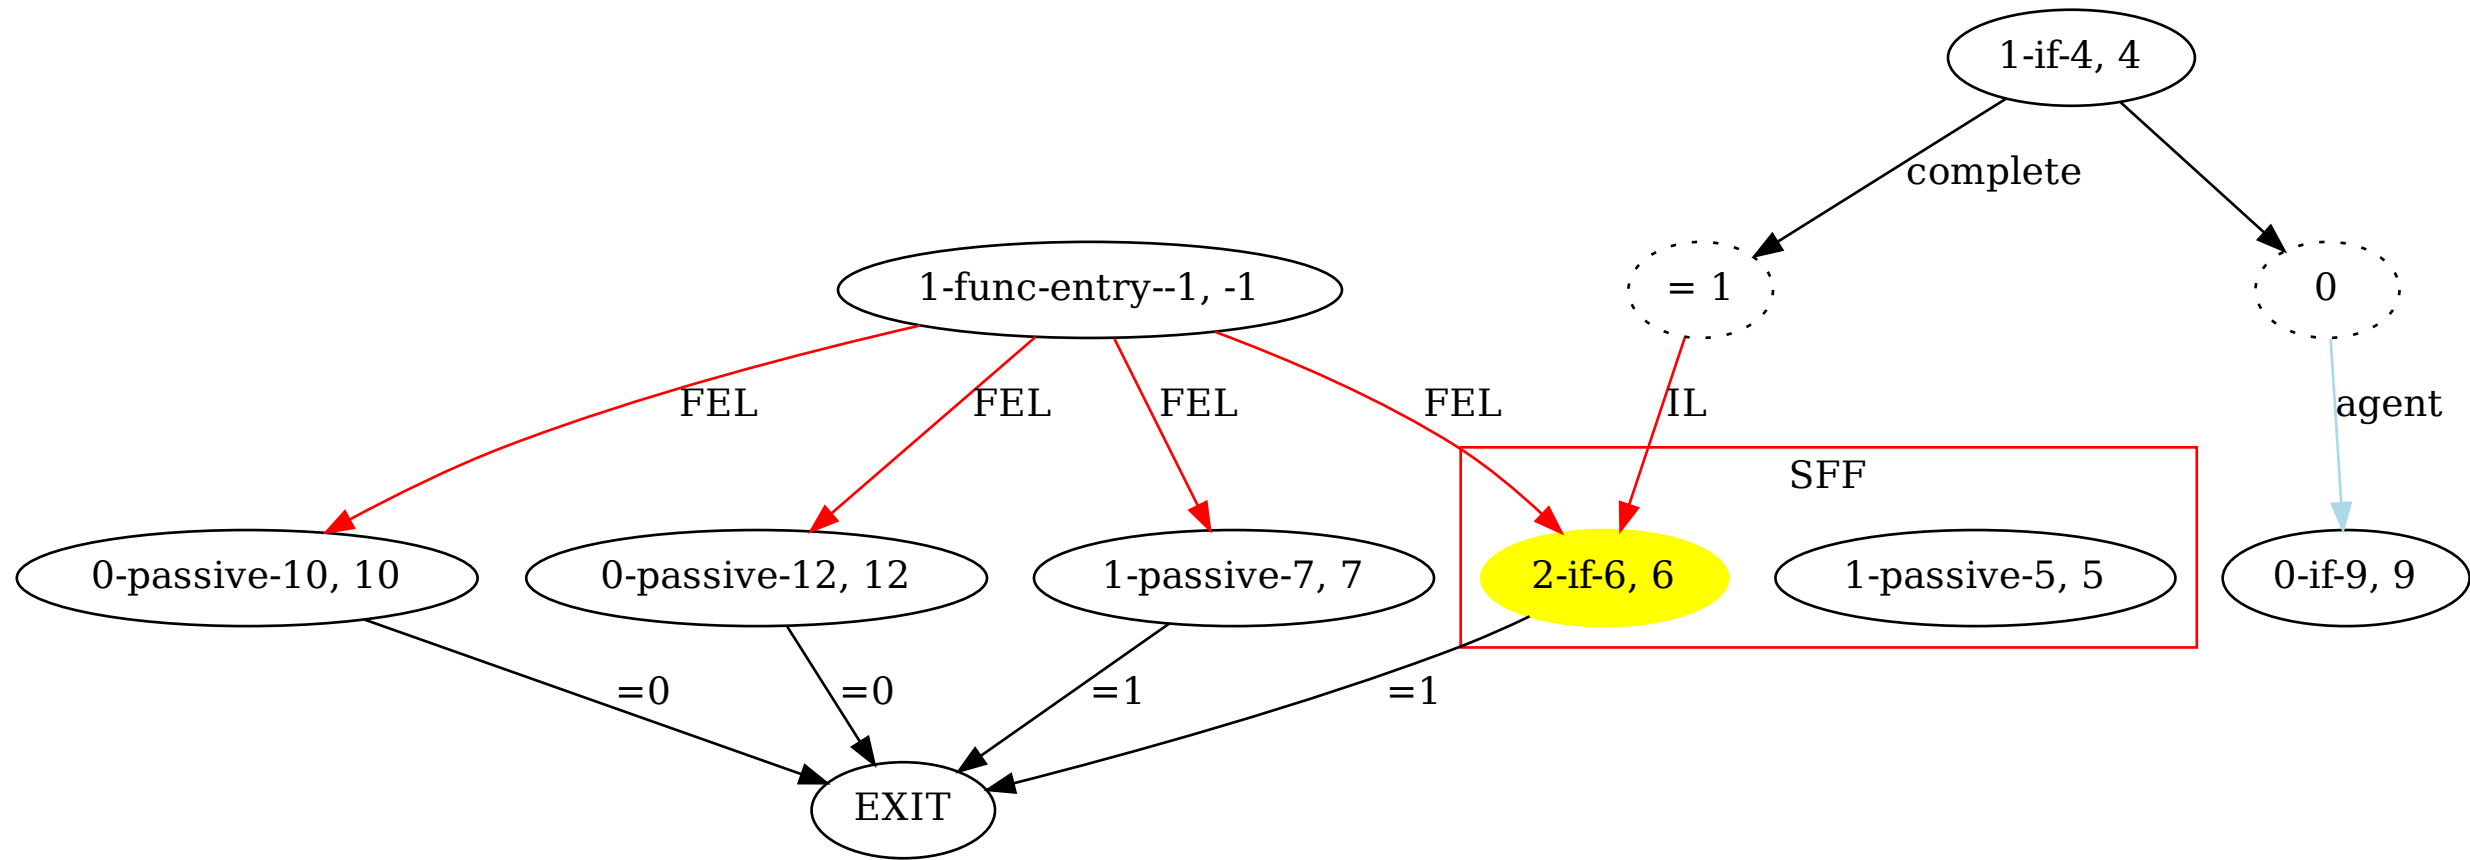 1-if-4, 4
complete
1-func-entry--1, -1
= 1
0
FEL
FEL
FEL
FEL
IL
agent
SFF
0-passive-10, 10
0-passive-12, 12
1-passive-7, 7
2-if-6, 6
1-passive-5, 5
0-if-9, 9
=0
=0
=1
=1
EXIT